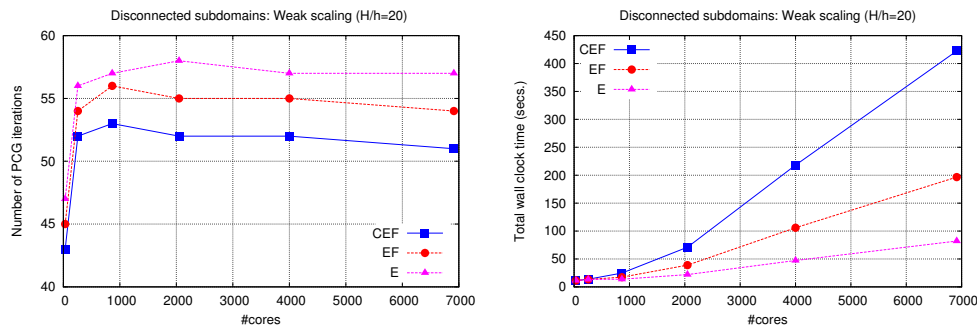 Disconnected subdomains: Weak scaling (H/h=20)
Number of PCG iterations
60
55
50
45
40
0 1000 2000 3000 4000 5000 6000 7000
#cores
CEF
EF
E
Disconnected subdomains: Weak scaling (H/h=20)
Total wall clock time (secs.)
450
400
350
300
250
200
150
100
50
0
0 1000 2000 3000 4000 5000 6000 7000
#cores
CEF
EF
E